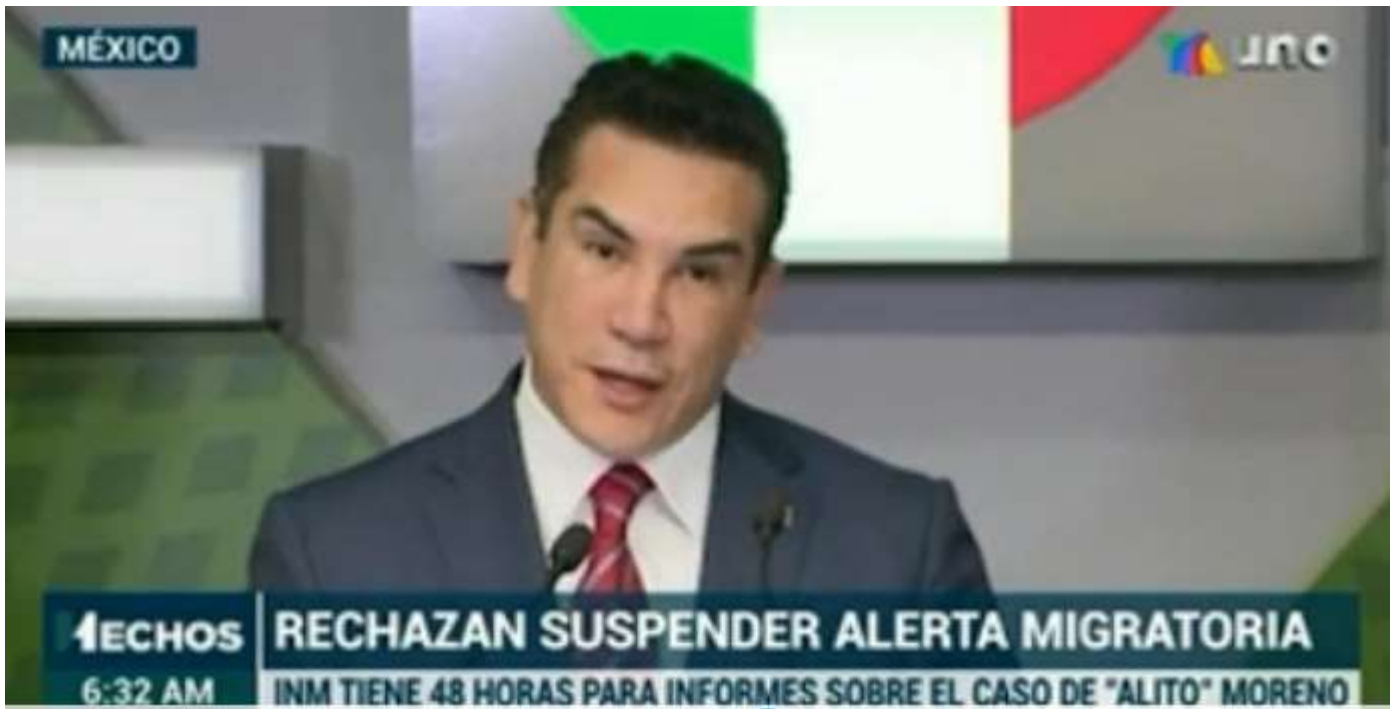 MÉXICO
uno
HECHOS
RECHAZAN SUSPENDER ALERTA MIGRATORIA
6:32 AM
INM TIENE 48 HORAS PARA INFORMES SOBRE EL CASO DE "ALITO" MORENO